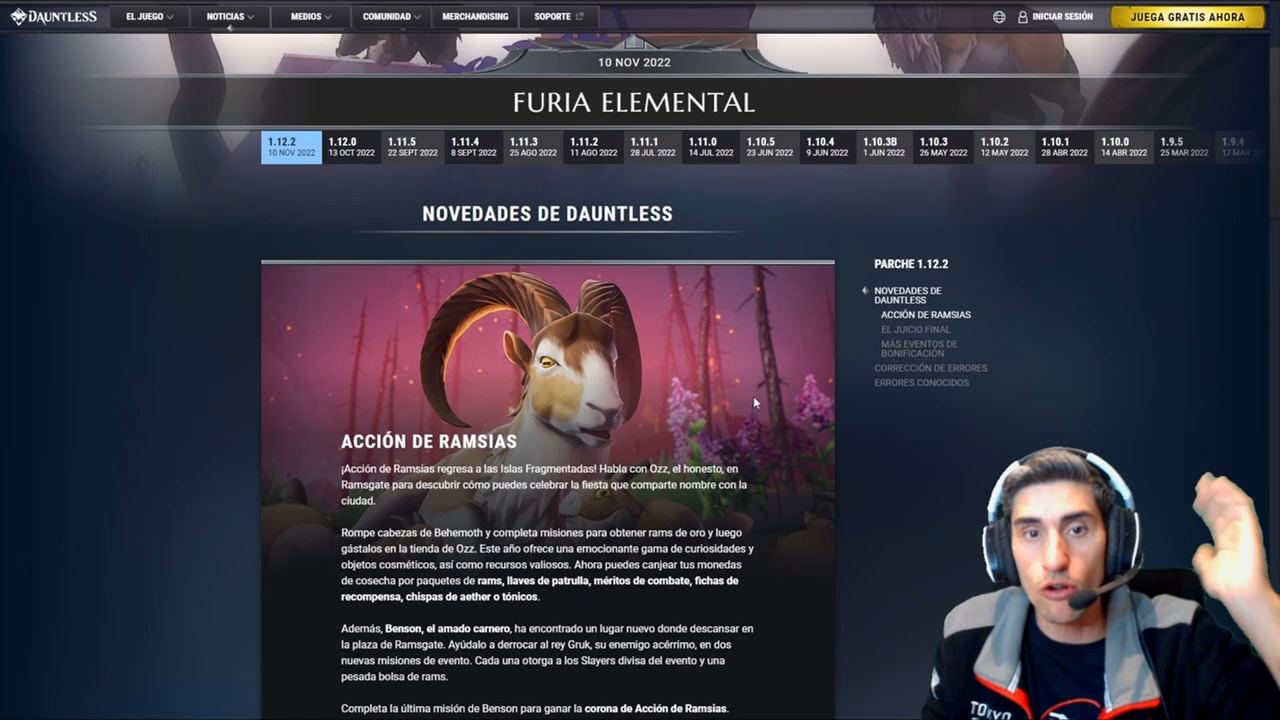 DAUNTLESS
EL JUEGO
NOTICIAS
MEDIOS
COMUNIDAD
MERCHANDISING
SOPORTE
INICIAR SESIÓN
JUEGA GRATIS AHORA
10 NOV 2022
FURIA ELEMENTAL
1.12.2
10 NOV 2022
1.12.0
13 OCT 2022
1.11.5
22 SEPT 2022
1.11.4
8 SEPT 2022
1.11.3
25 AGO 2022
1.11.2
11 AGO 2022
1.11.1
28 JUL 2022
1.11.0
14 JUL 2022
1.10.5
23 JUN 2022
1.10.4
9 JUN 2022
1.10.3B
1 JUN 2022
1.10.3
26 MAY 2022
1.10.2
12 MAY 2022
1.10.1
28 ABR 2022
1.10.0
14 ABR 2022
1.9.5
25 MAR 2022
1.9.4
17 MAR
NOVEDADES DE DAUNTLESS
ACCIÓN DE RAMSIAS
¡Acción de Ramsias regresa a las Islas Fragmentadas! Habla con Ozz, el honesto, en
Ramsgate para descubrir cómo puedes celebrar la fiesta que comparte nombre con la
ciudad.
Rompe cabezas de Behemoth y completa misiones para obtener rams de oro y luego
gástalos en la tienda de Ozz. Este año ofrece una emocionante gama de curiosidades y
objetos cosméticos, así como recursos valiosos. Ahora puedes canjear tus monedas
de cosecha por paquetes de rams, llaves de patrulla, méritos de combate, fichas de
recompensa, chispas de aether o tónicos.
Además, Benson, el amado carnero, ha encontrado un lugar nuevo donde descansar en
la plaza de Ramsgate. Ayúdalo a derrocar al rey Gruk, su enemigo acérrimo, en dos
nuevas misiones de evento. Cada una otorga a los Slayers divisa del evento y una
pesada bolsa de rams.
Completa la última misión de Benson para ganar la corona de Acción de Ramsias.
PARCHE 1.12.2
NOVEDADES DE
DAUNTLESS
ACCIÓN DE RAMSIAS
EL JUICIO FINAL
MÁS EVENTOS DE
BONIFICACIÓN
CORRECCIÓN DE ERRORES
ERRORES CONOCIDOS
TOKYO